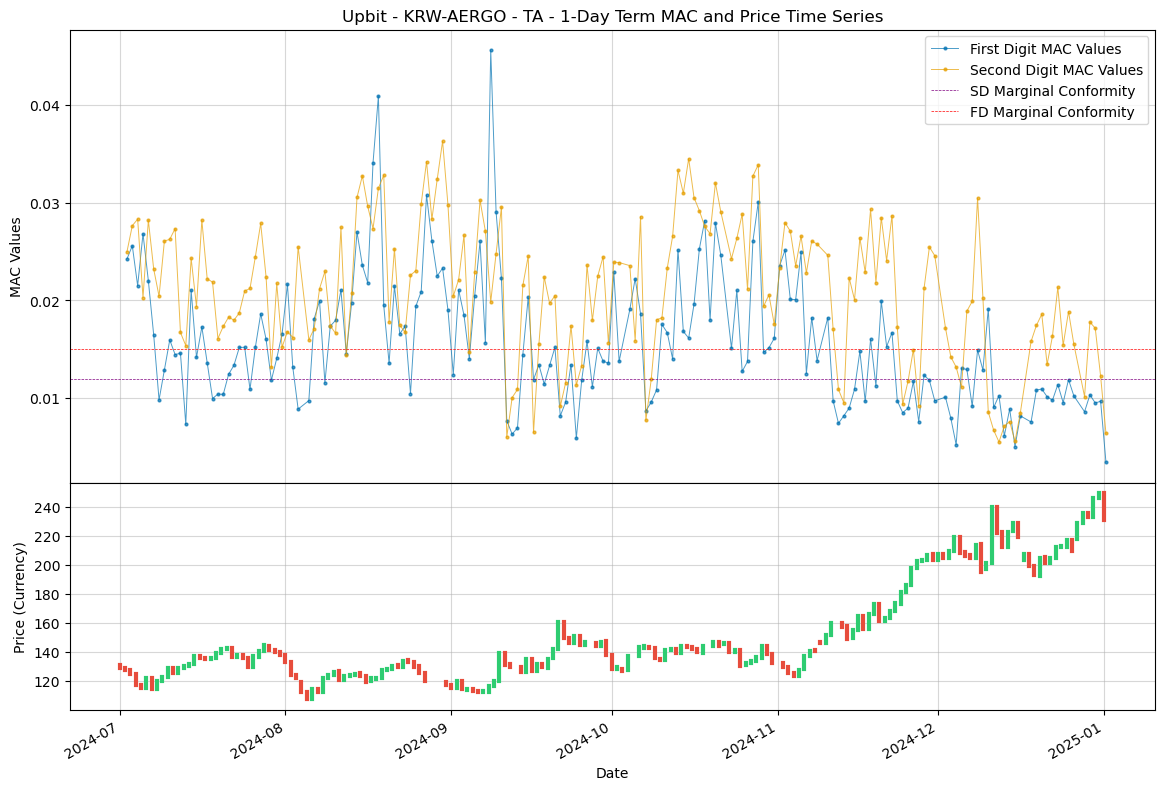 Upbit - KRW-AERGO - TA - 1-Day Term MAC and Price Time Series
First Digit MAC Values
Second Digit MAC Values
SD Marginal Conformity
FD Marginal Conformity
MAC Values
0.04
0.03
0.02
0.01
Price (Currency)
240
220
200
180
160
140
120
2024-07
2024-08
2024-09
2024-10
2024-11
2024-12
2025-01
Date